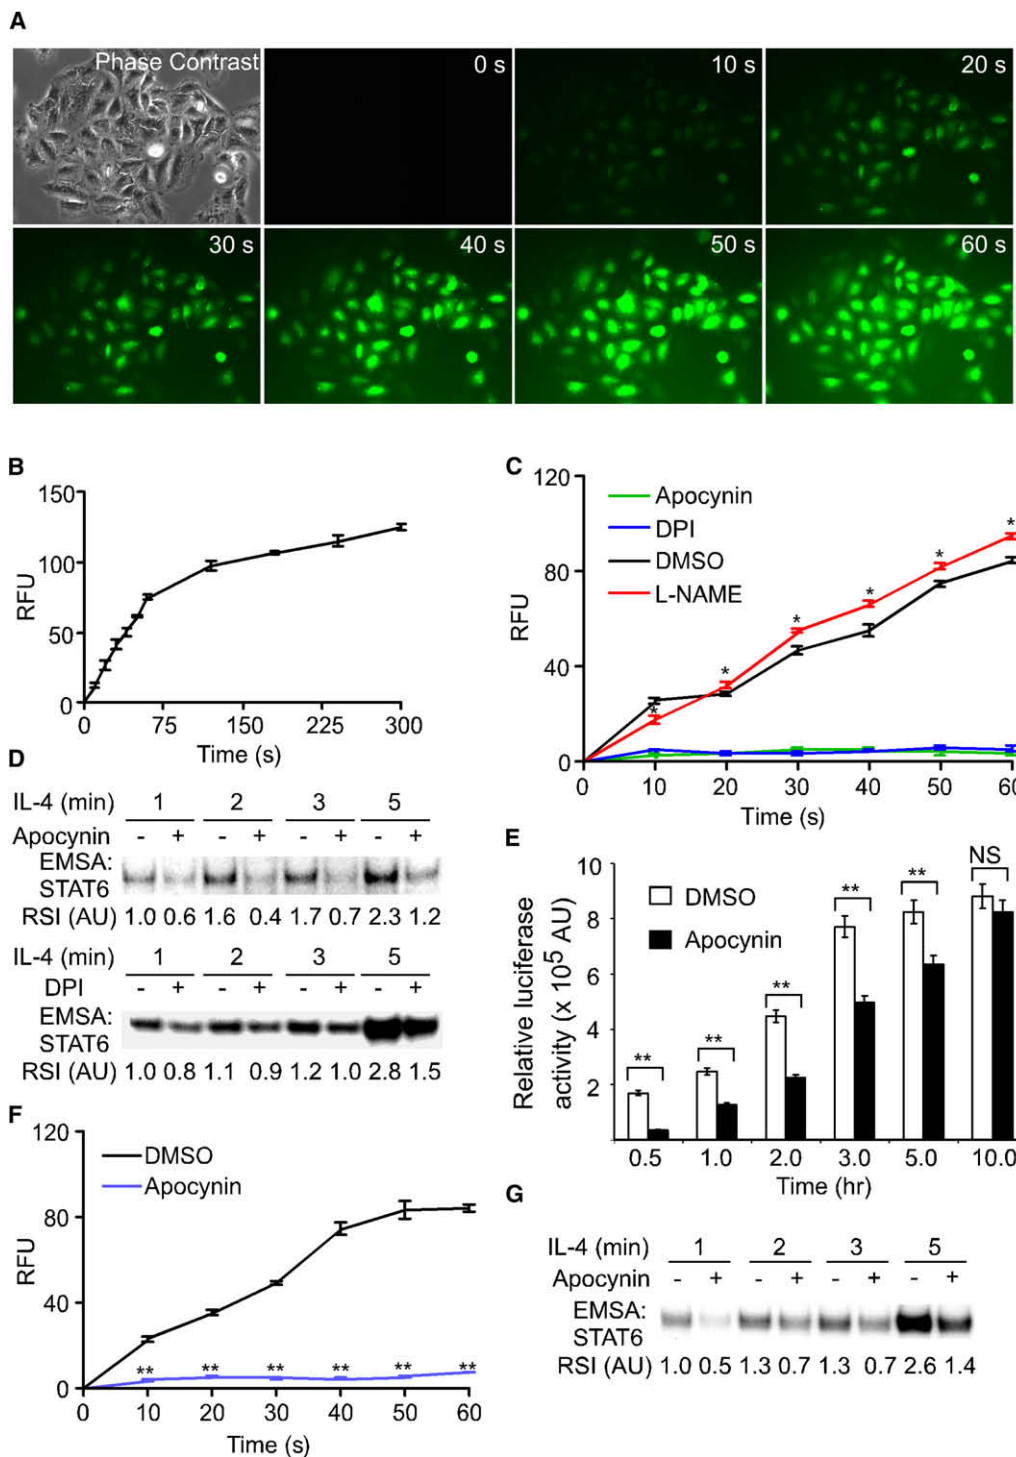 A
Phase Contrast
0 s
10 s
20 s
30 s
40 s
50 s
60 s
B
150
100
50
0
RFU
0 75 150 225 300
Time (s)
C
120
80
40
0
RFU
Apocynin
DPI
DMSO
L-NAME
* * * * * *
0 10 20 30 40 50 60
Time (s)
D
IL-4 (min) 1 2 3 5
Apocynin - + - + - + - +
EMSA:
STAT6
RSI (AU) 1.0 0.6 1.6 0.4 1.7 0.7 2.3 1.2
IL-4 (min) 1 2 3 5
DPI - + - + - + - +
EMSA:
STAT6
RSI (AU) 1.0 0.8 1.1 0.9 1.2 1.0 2.8 1.5
E
10
8
6
4
2
Relative luciferase
activity (x 10⁵ AU)
DMSO
Apocynin
** ** ** ** ** NS
0.5 1.0 2.0 3.0 5.0 10.0
Time (hr)
F
120
80
40
0
RFU
DMSO
Apocynin
** ** ** ** ** **
0 10 20 30 40 50 60
Time (s)
G
IL-4 (min) 1 2 3 5
Apocynin - + - + - + - +
EMSA:
STAT6
RSI (AU) 1.0 0.5 1.3 0.7 1.3 0.7 2.6 1.4